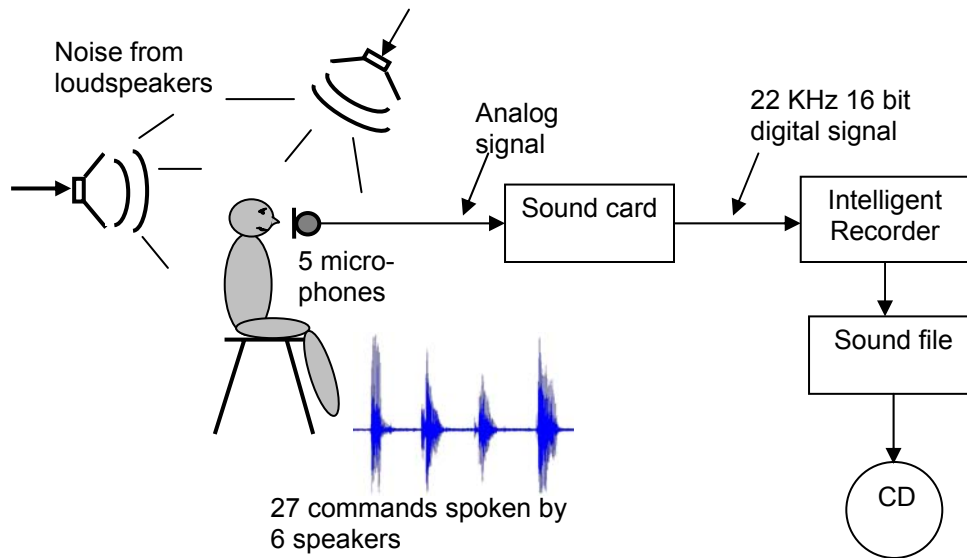 Noise from
loudspeakers
Analog
signal
22 KHz 16 bit
digital signal
Sound card
Intelligent
Recorder
5 micro-
phones
Sound file
27 commands spoken by
6 speakers
CD